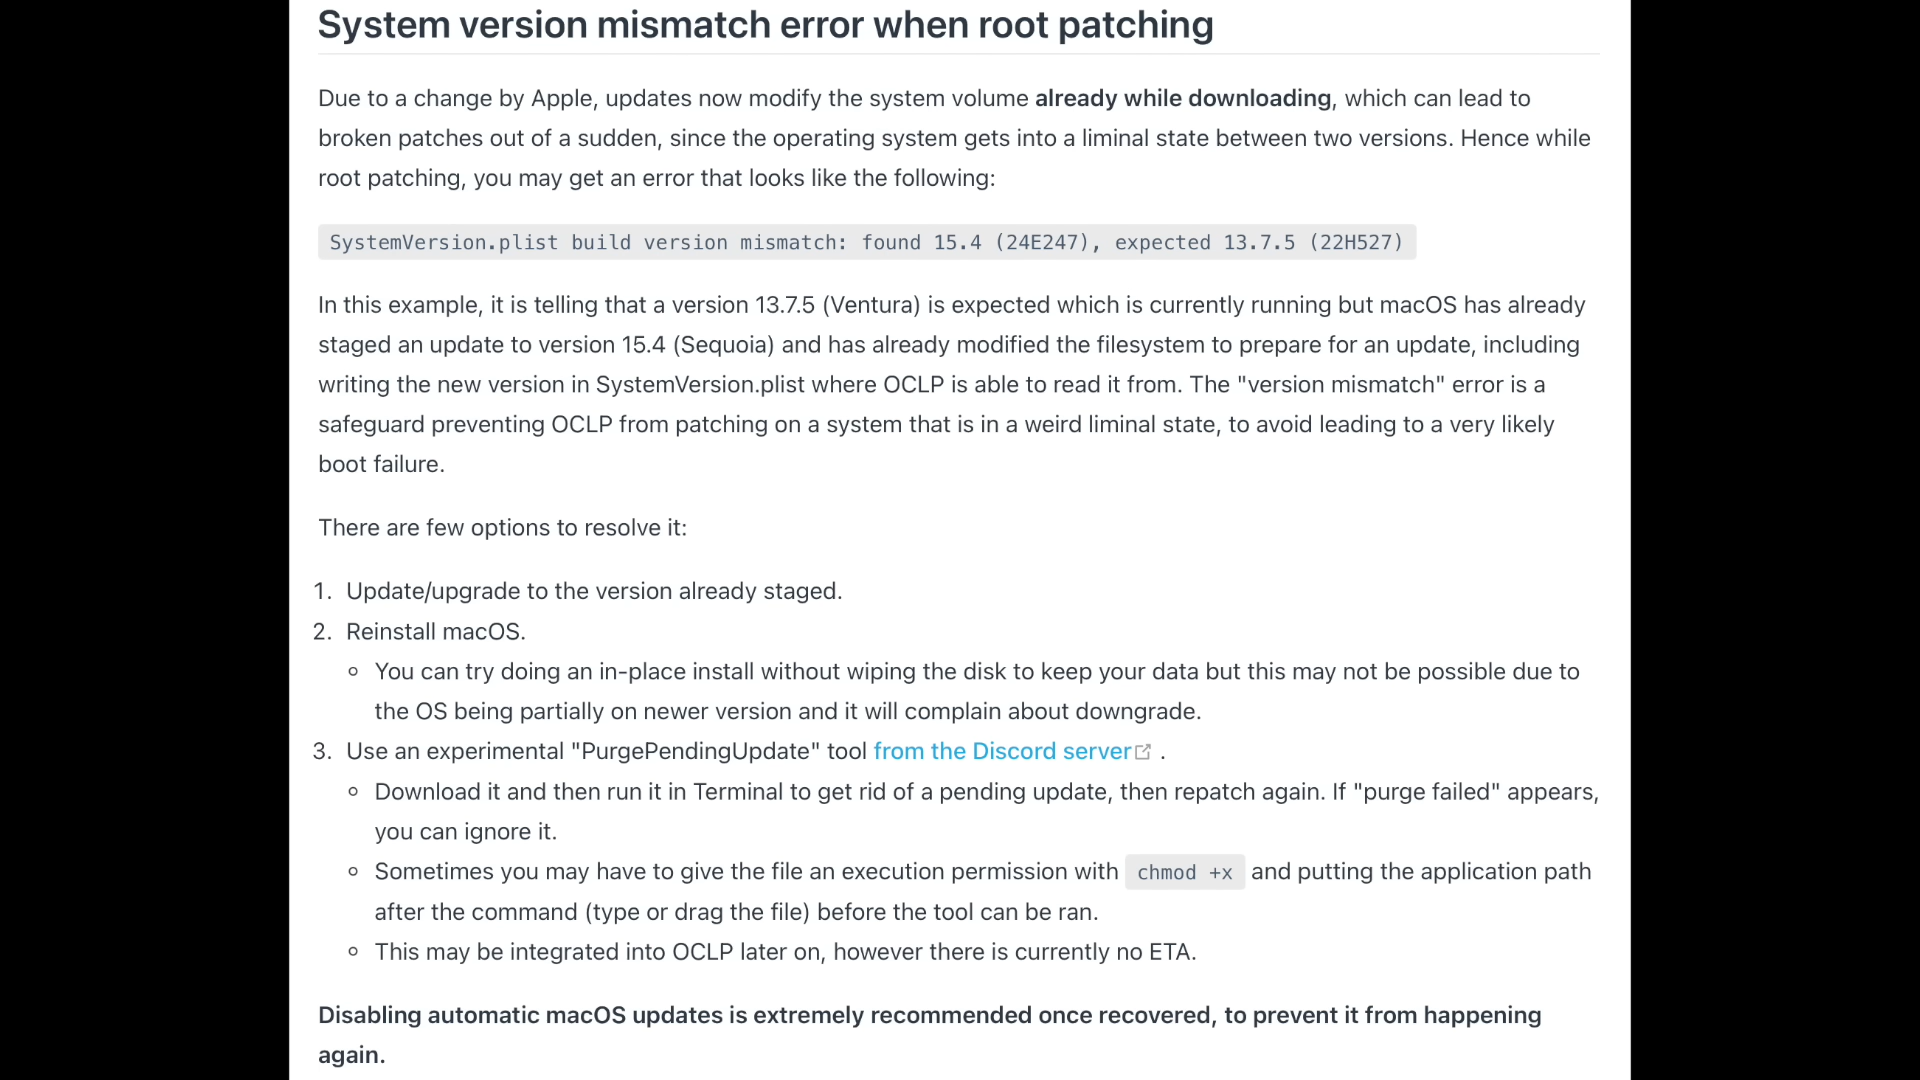 System version mismatch error when root patching
Due to a change by Apple, updates now modify the system volume already while downloading, which can lead to
broken patches out of a sudden, since the operating system gets into a liminal state between two versions. Hence while
root patching, you may get an error that looks like the following:
SystemVersion.plist build version mismatch: found 15.4 (24E247), expected 13.7.5 (22H527)
In this example, it is telling that a version 13.7.5 (Ventura) is expected which is currently running but macOS has already
staged an update to version 15.4 (Sequoia) and has already modified the filesystem to prepare for an update, including
writing the new version in SystemVersion.plist where OCLP is able to read it from. The "version mismatch" error is a
safeguard preventing OCLP from patching on a system that is in a weird liminal state, to avoid leading to a very likely
boot failure.
There are few options to resolve it:
1. Update/upgrade to the version already staged.
2. Reinstall macOS.
◦ You can try doing an in-place install without wiping the disk to keep your data but this may not be possible due to
the OS being partially on newer version and it will complain about downgrade.
3. Use an experimental "PurgePendingUpdate" tool from the Discord server .
◦ Download it and then run it in Terminal to get rid of a pending update, then repatch again. If "purge failed" appears,
you can ignore it.
◦ Sometimes you may have to give the file an execution permission with chmod +x and putting the application path
after the command (type or drag the file) before the tool can be ran.
◦ This may be integrated into OCLP later on, however there is currently no ETA.
Disabling automatic macOS updates is extremely recommended once recovered, to prevent it from happening
again.